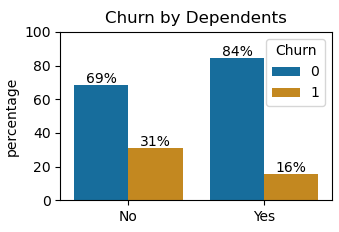 Churn by Dependents
percentage
100
80
60
40
20
0
69%
31%
84%
16%
No
Yes
Churn
0
1